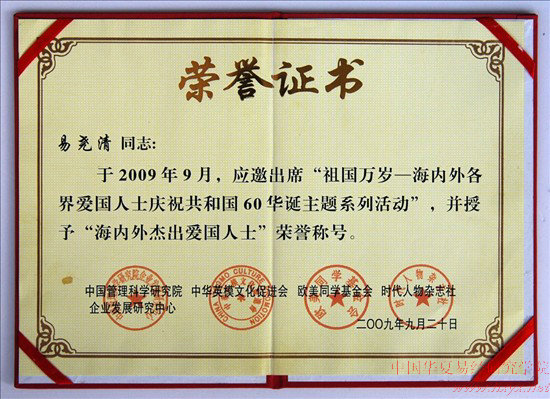 荣誉证书
易尧清 同志:
于2009年9月，应邀出席“祖国万岁—海内外各
界爱国人士庆祝共和国60华诞主题系列活动”，并授
予“海内外杰出爱国人士”荣誉称号。
中国管理科学研究院 中华英模文化促进会 欧美同学基金会 时代人物杂志社
企业发展研究中心
二〇〇九年九月二十日